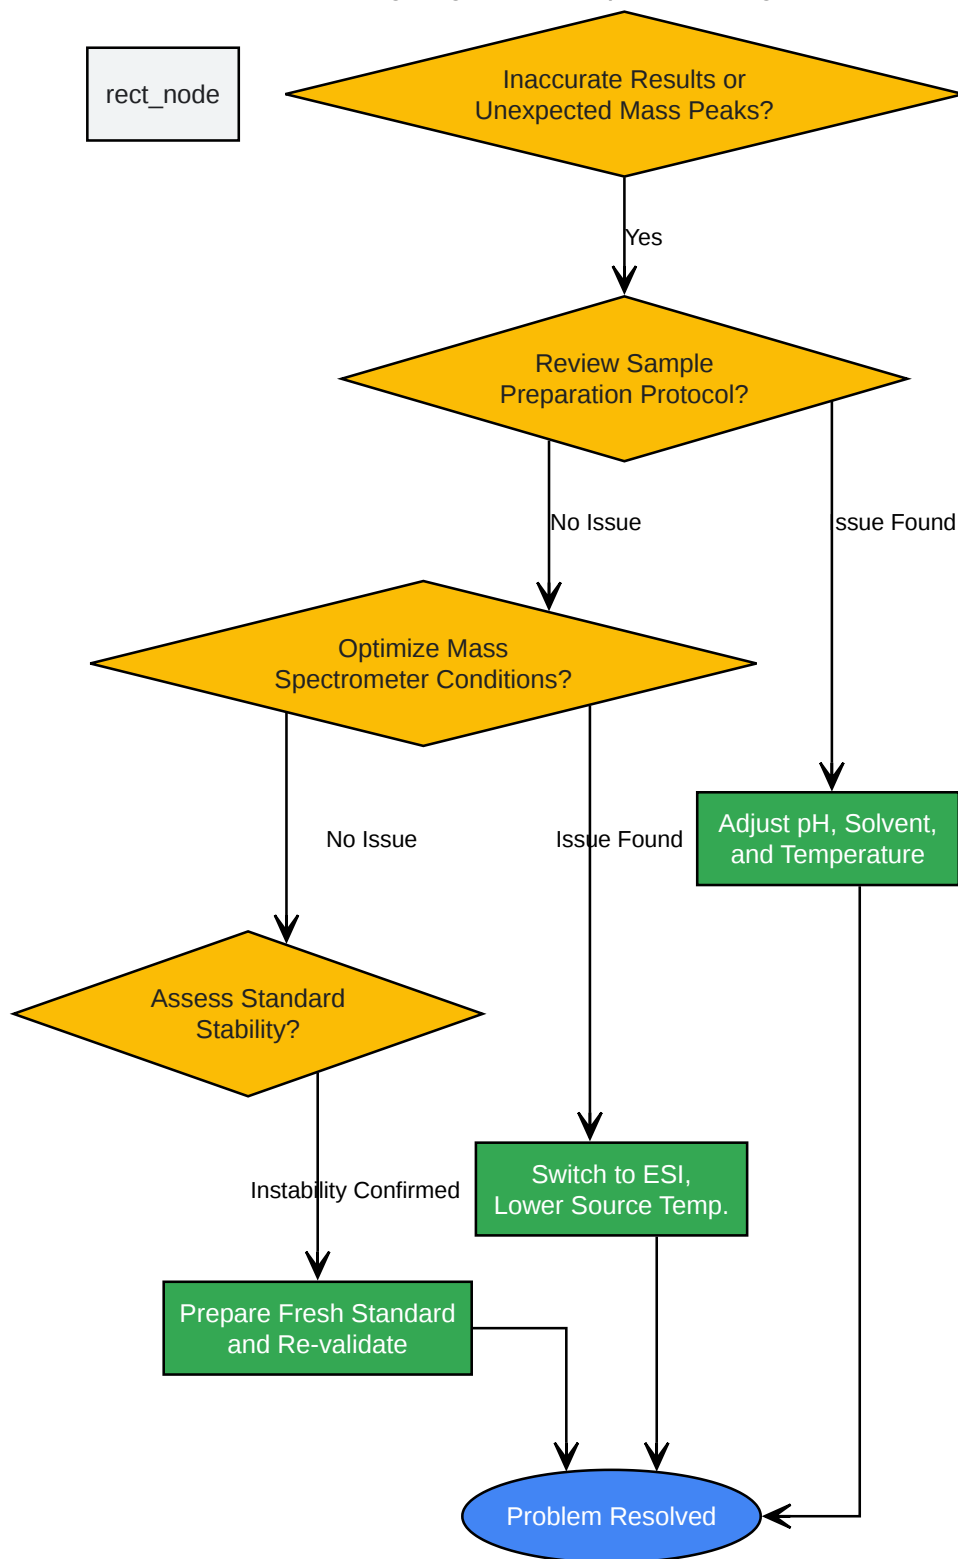 rect_node
Inaccurate Results or
Unexpected Mass Peaks?
Yes
Review Sample
Preparation Protocol?
No Issue
Issue Found
Optimize Mass
Spectrometer Conditions?
No Issue
Issue Found
Adjust pH, Solvent,
and Temperature
Assess Standard
Stability?
Instability Confirmed
Switch to ESI,
Lower Source Temp.
Prepare Fresh Standard
and Re-validate
Problem Resolved